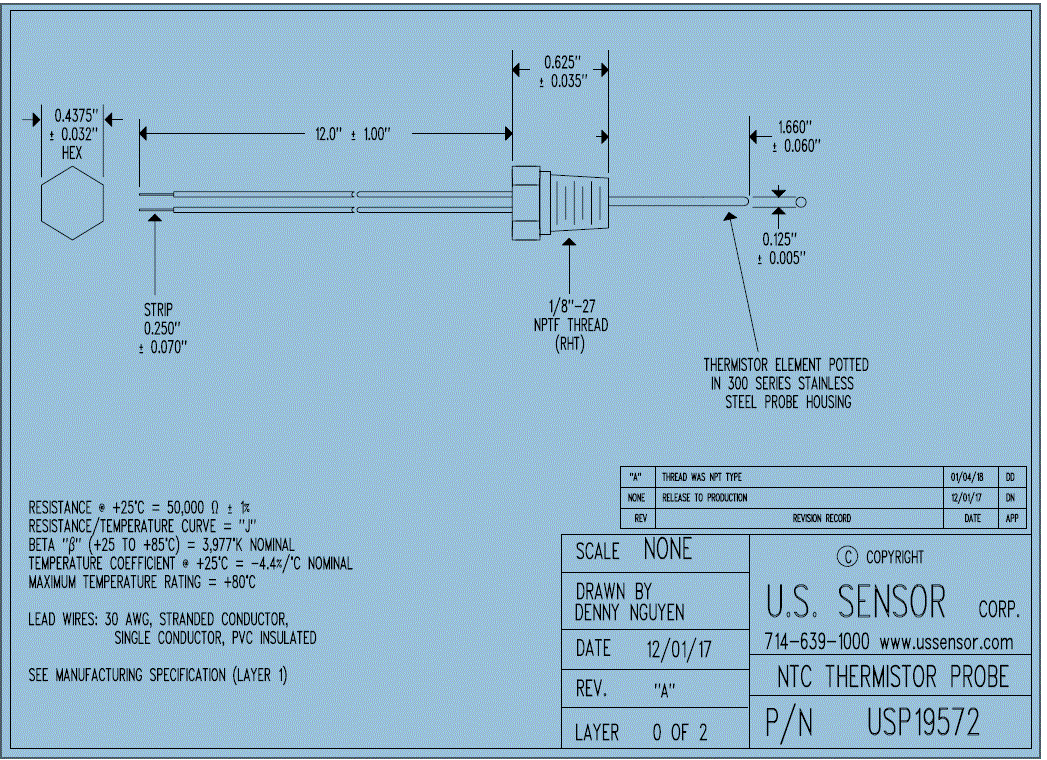 0.625"
± 0.035"
0.4375"
± 0.032"
HEX
12.0" ± 1.00"
1.660"
± 0.060"
0.125"
± 0.005"
STRIP
0.250"
± 0.070"
1/8"-27
NPTF THREAD
(RHT)
THERMISTOR ELEMENT POTTED
IN 300 SERIES STAINLESS
STEEL PROBE HOUSING
"A" THREAD WAS NPT TYPE 01/04/18 DD
NONE RELEASE TO PRODUCTION 12/01/17 DN
REV REVISION RECORD DATE APP
RESISTANCE @ +25°C = 50,000 Ω ± 1%
RESISTANCE/TEMPERATURE CURVE = "J"
BETA "β" (+25 TO +85°C) = 3,977°K NOMINAL
TEMPERATURE COEFFICIENT @ +25°C = -4.4%/°C NOMINAL
MAXIMUM TEMPERATURE RATING = +80°C
LEAD WIRES: 30 AWG, STRANDED CONDUCTOR,
SINGLE CONDUCTOR, PVC INSULATED
SEE MANUFACTURING SPECIFICATION (LAYER 1)
SCALE NONE
DRAWN BY
DENNY NGUYEN
DATE 12/01/17
REV. "A"
LAYER 0 OF 2
© COPYRIGHT
U.S. SENSOR CORP.
714-639-1000 www.ussensor.com
NTC THERMISTOR PROBE
P/N USP19572